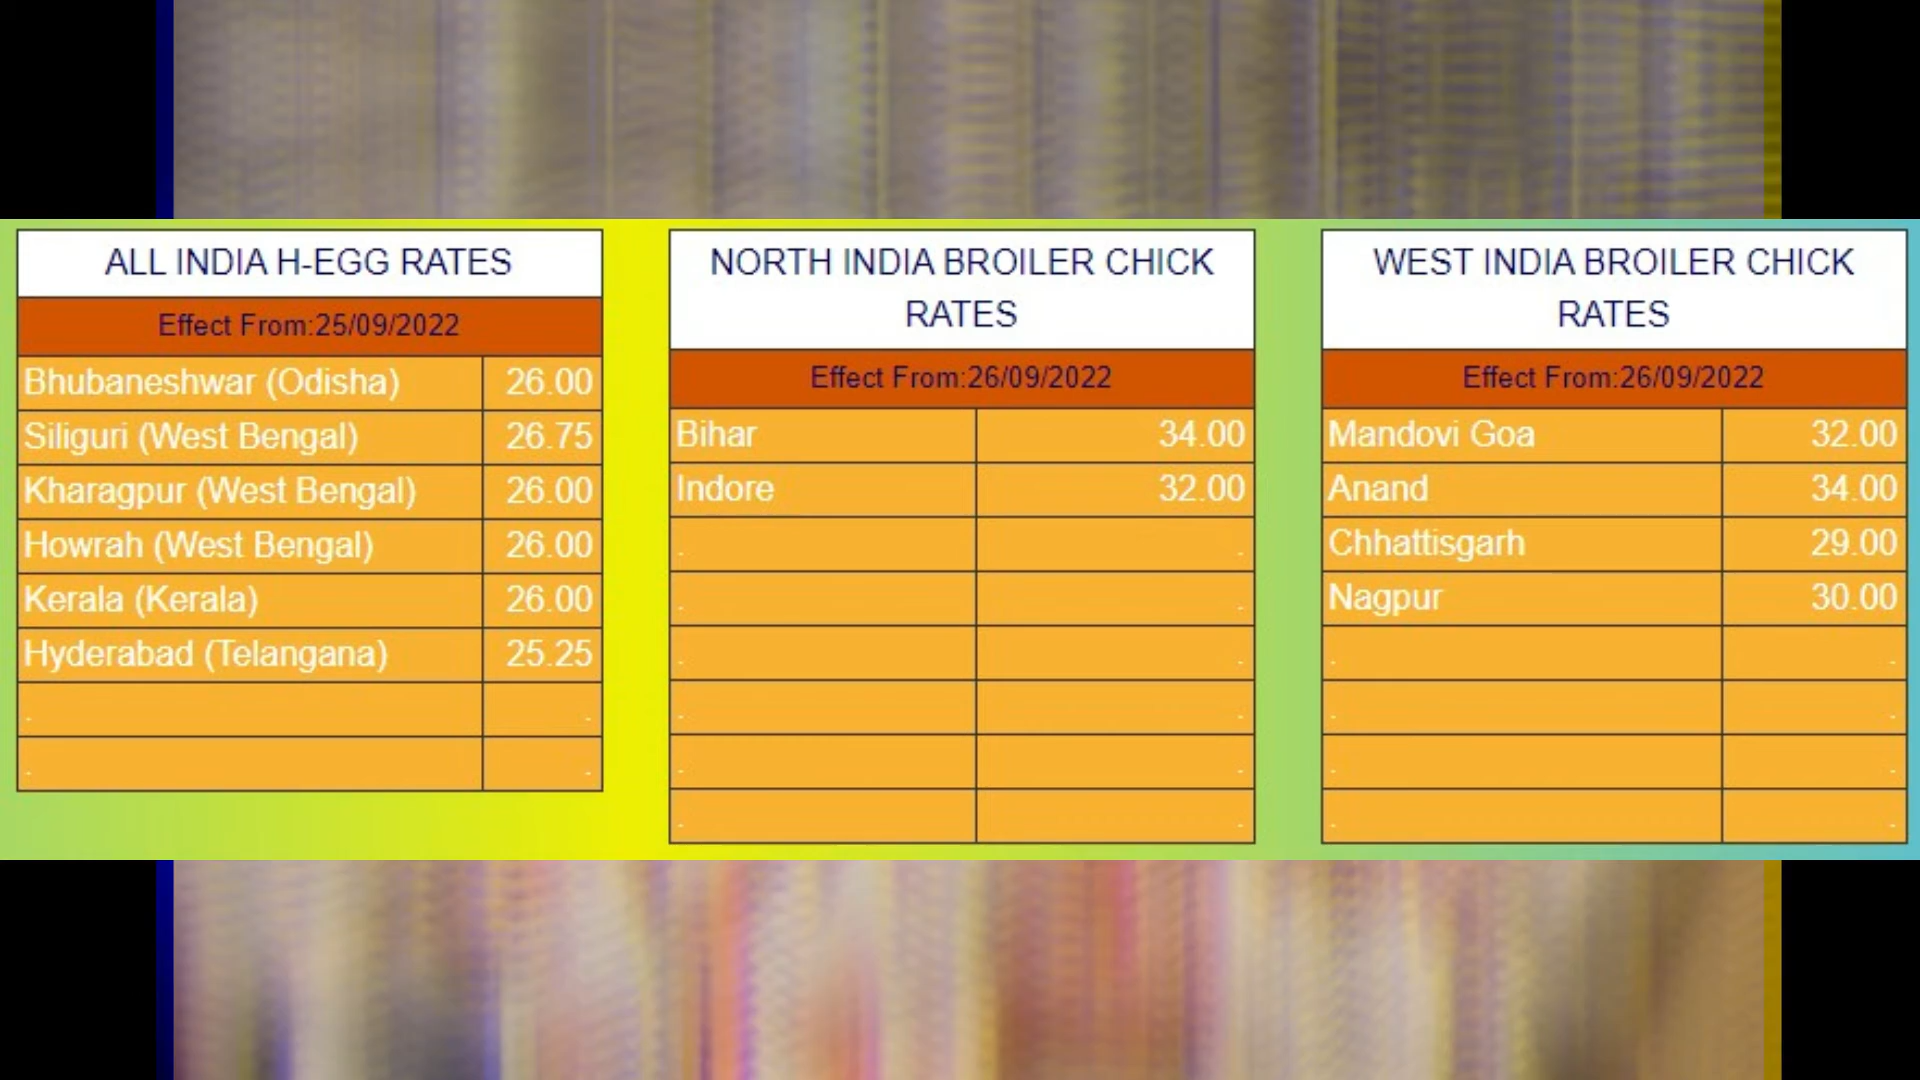 ALL INDIA H-EGG RATES
Effect From:25/09/2022
Bhubaneshwar (Odisha) 26.00
Siliguri (West Bengal) 26.75
Kharagpur (West Bengal) 26.00
Howrah (West Bengal) 26.00
Kerala (Kerala) 26.00
Hyderabad (Telangana) 25.25
. .
. .
NORTH INDIA BROILER CHICK
RATES
Effect From:26/09/2022
Bihar 34.00
Indore 32.00
. .
. .
. .
. .
. .
. .
WEST INDIA BROILER CHICK
RATES
Effect From:26/09/2022
Mandovi Goa 32.00
Anand 34.00
Chhattisgarh 29.00
Nagpur 30.00
. .
. .
. .
. .